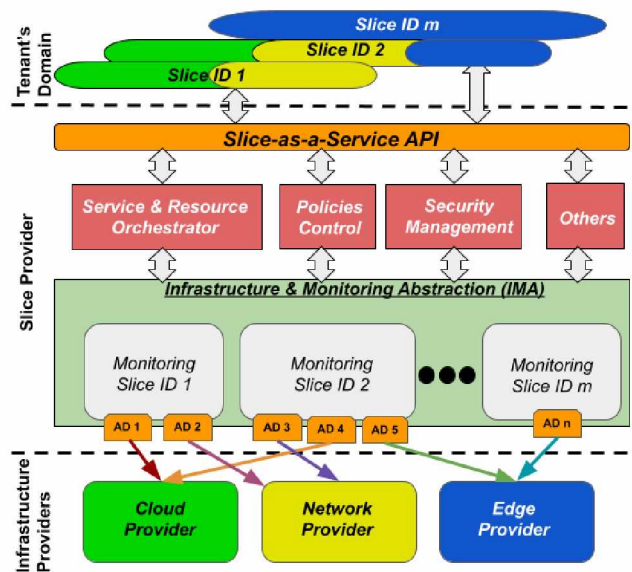 Tenant's
Domain
Slice ID m
Slice ID 2
Slice ID 1
Slice-as-a-Service API
Slice Provider
Service & Resource
Orchestrator
Policies
Control
Security
Management
Others
Infrastructure & Monitoring Abstraction (IMA)
Monitoring
Slice ID 1
Monitoring
Slice ID 2
Monitoring
Slice ID m
AD 1
AD 2
AD 3
AD 4
AD 5
AD n
Infrastructure
Providers
Cloud
Provider
Network
Provider
Edge
Provider